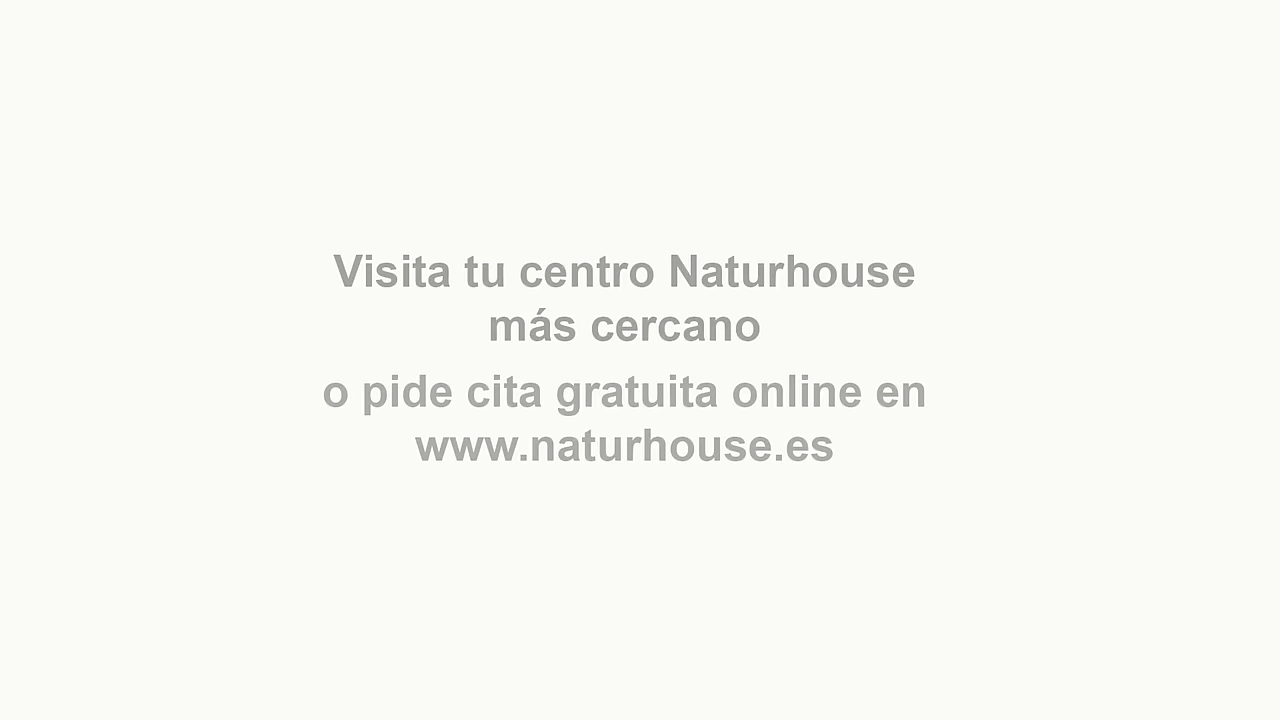 Visita tu centro Naturhouse
más cercano
o pide cita gratuita online en
www.naturhouse.es